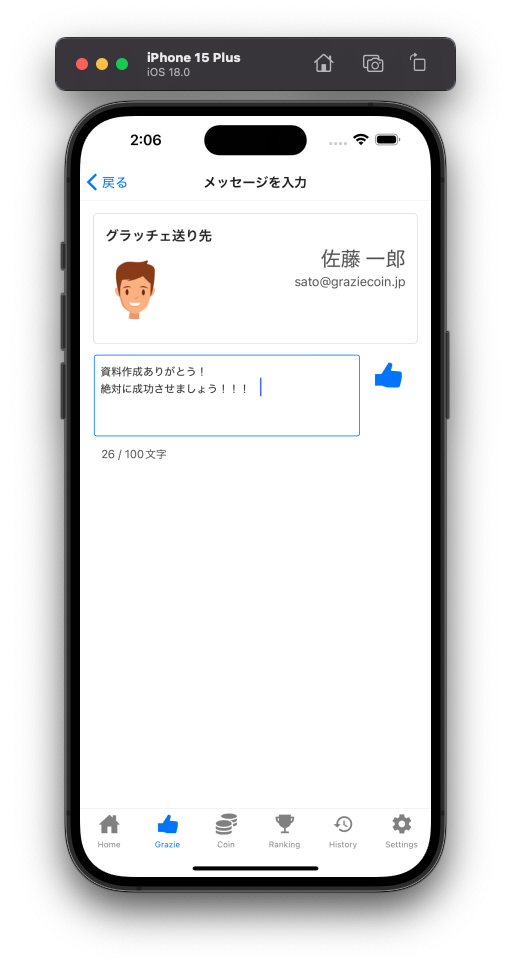 iPhone 15 Plus
iOS 18.0
2:06
戻る
メッセージを入力
グラッチェ送り先
佐藤 一郎
sato@graziecoin.jp
資料作成ありがとう！
絶対に成功させましょう！！！
26 / 100文字
Home
Grazie
Coin
Ranking
History
Settings